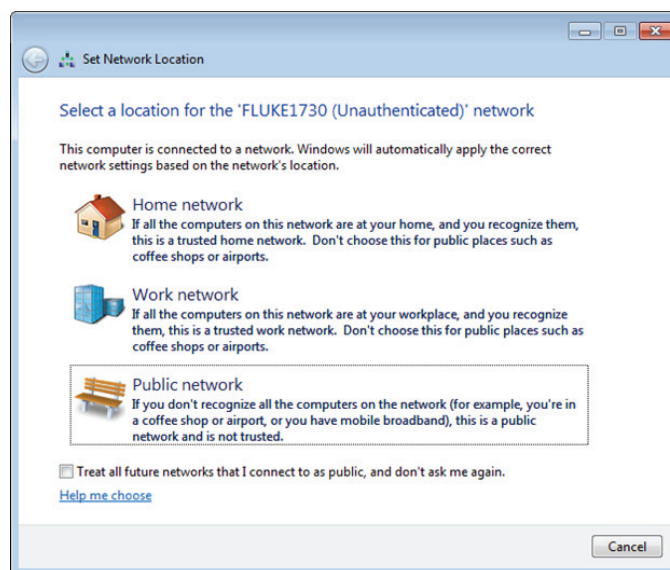 Set Network Location
Select a location for the 'FLUKE1730 (Unauthenticated)' network
This computer is connected to a network. Windows will automatically apply the correct
network settings based on the network's location.
Home network
If all the computers on this network are at your home, and you recognize them,
this is a trusted home network. Don't choose this for public places such as
coffee shops or airports.
Work network
If all the computers on this network are at your workplace, and you recognize
them, this is a trusted work network. Don't choose this for public places such as
coffee shops or airports.
Public network
If you don't recognize all the computers on the network (for example, you're in
a coffee shop or airport, or you have mobile broadband), this is a public
network and is not trusted.
Treat all future networks that I connect to as public, and don't ask me again.
Help me choose
Cancel